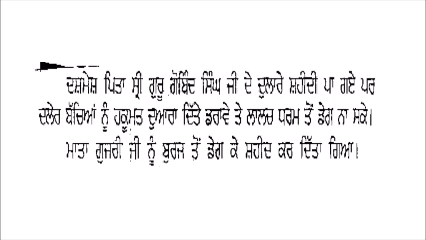 ਦਸ਼ਮੇਸ਼ ਪਿਤਾ ਸ੍ਰੀ ਗੁਰੂ ਗੋਬਿੰਦ ਸਿੰਘ ਜੀ ਦੇ ਦੁਲਾਰੇ ਸ਼ਹੀਦੀ ਪਾ ਗਏ ਪਰ
ਦਲੇਰ ਬੱਚਿਆਂ ਨੂੰ ਹਕੂਮਤ ਦੁਆਰਾ ਦਿੱਤੇ ਡਰਾਵੇ ਤੇ ਲਾਲਚ ਧਰਮ ਤੋਂ ਡੇਗ ਨਾ ਸਕੇ।
ਮਾਤਾ ਗੁਜਰੀ ਜੀ ਨੂੰ ਬੁਰਜ ਤੋਂ ਡੇਗ ਕੇ ਸ਼ਹੀਦ ਕਰ ਦਿੱਤਾ ਗਿਆ।